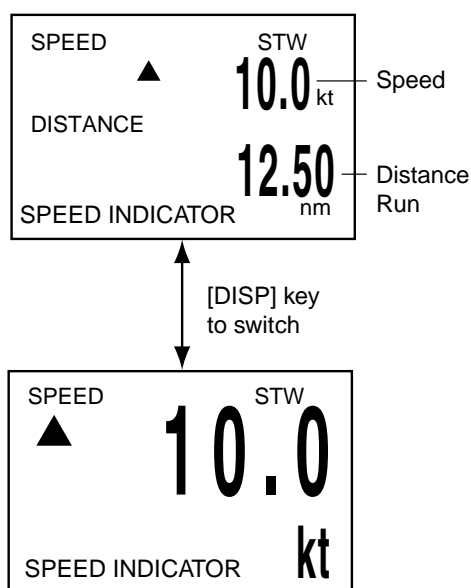 SPEED STW
▲ 10.0 kt Speed
DISTANCE
12.50 Distance
nm Run
SPEED INDICATOR
[DISP] key
to switch
SPEED STW
▲ 10.0
kt
SPEED INDICATOR